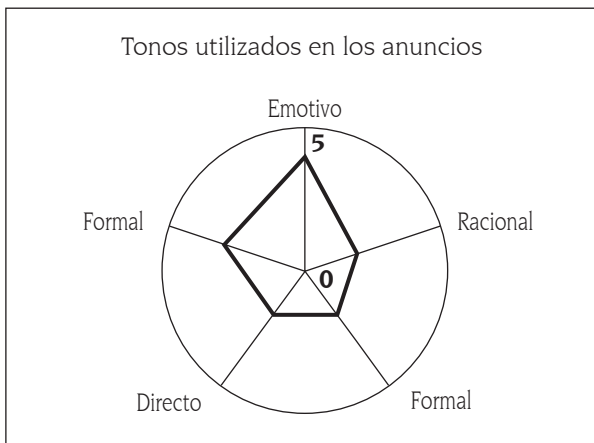 Tonos utilizados en los anuncios
Emotivo
5
Formal
Racional
0
Directo
Formal